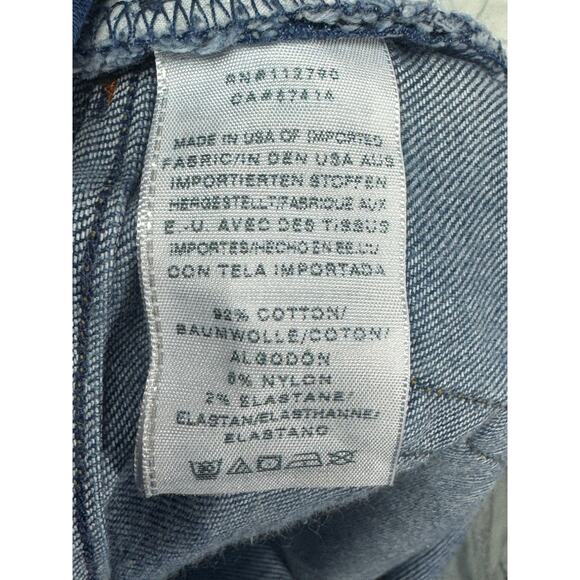 RN#112790
CA#67414
MADE IN USA OF IMPORTED
FABRIC/IN DEN USA AUS
IMPORTIERTEN STOFFEN
HERGESTELLT/FABRIQUE AUX
E.-U. AVEC DES TISSUS
IMPORTES/HECHO EN EE.UU.
CON TELA IMPORTADA
92% COTTON/
BAUMWOLLE/COTON/
ALGODÓN
6% NYLON
2% ELASTANE/
ELASTAN/ELASTHANNE/
ELASTANO